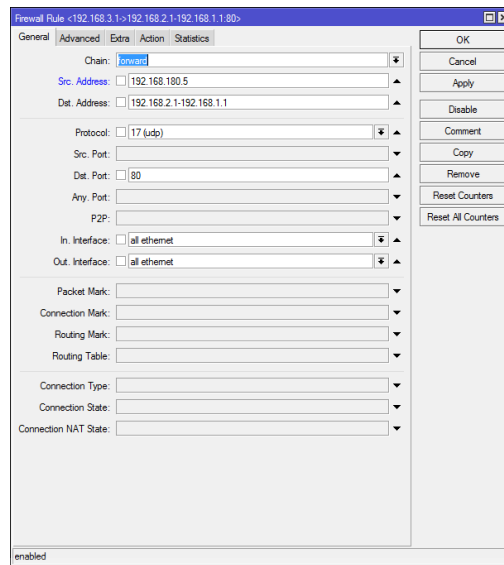 Firewall Rule <192.168.3.1->192.168.2.1-192.168.1.1:80>
General Advanced Extra Action Statistics
Chain: forward
Src. Address: 192.168.180.5
Dst. Address: 192.168.2.1-192.168.1.1
Protocol: 17 (udp)
Src. Port:
Dst. Port: 80
Any. Port:
P2P:
In. Interface: all ethernet
Out. Interface: all ethernet
Packet Mark:
Connection Mark:
Routing Mark:
Routing Table:
Connection Type:
Connection State:
Connection NAT State:
OK
Cancel
Apply
Disable
Comment
Copy
Remove
Reset Counters
Reset All Counters
enabled